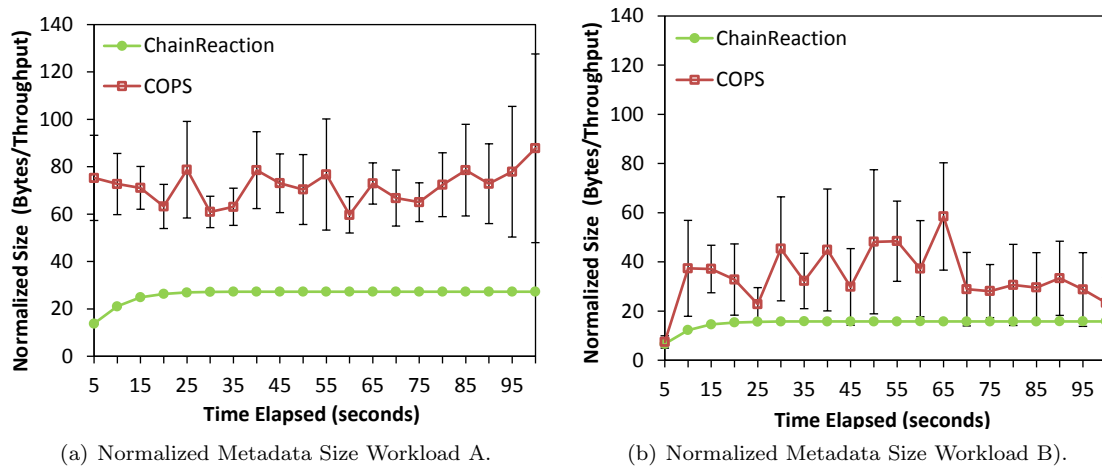 Normalized Size (Bytes/Throughput)
140
120
100
80
60
40
20
0
ChainReaction
COPS
5 15 25 35 45 55 65 75 85 95
Time Elapsed (seconds)
(a) Normalized Metadata Size Workload A.
Normalized Size (Bytes/Throughput)
140
120
100
80
60
40
20
0
ChainReaction
COPS
5 15 25 35 45 55 65 75 85 95
Time Elapsed (seconds)
(b) Normalized Metadata Size Workload B).